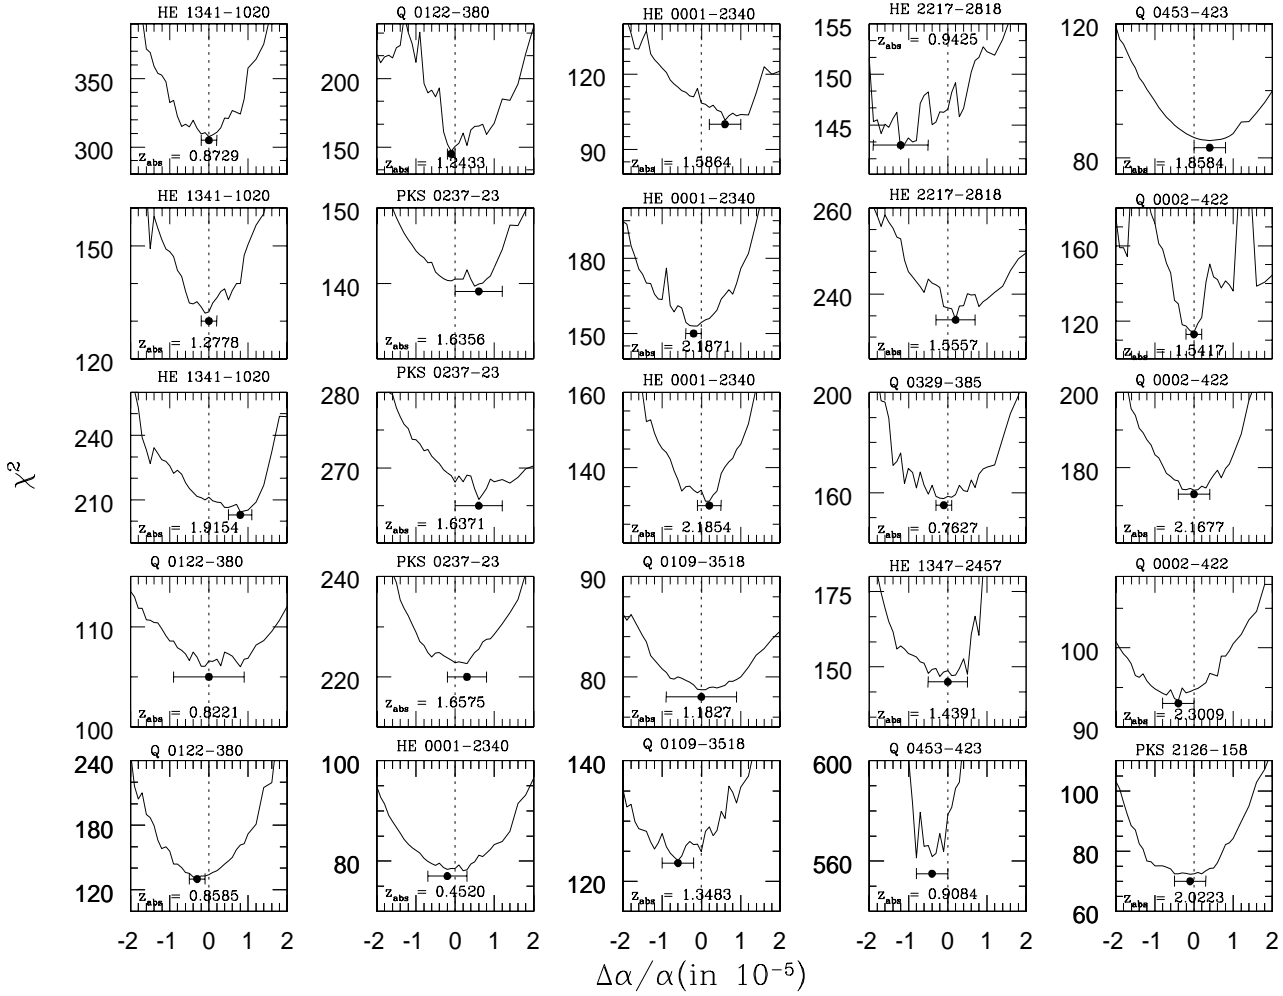 HE 1341-1020
350
300
z_abs = 0.8729
Q 0122-380
200
150
z_abs = 1.2433
HE 0001-2340
120
90
z_abs = 1.5864
HE 2217-2818
155
150
145
z_abs = 0.9425
Q 0453-423
120
80
z_abs = 1.8584
HE 1341-1020
150
120
z_abs = 1.2778
PKS 0237-23
150
140
z_abs = 1.6356
HE 0001-2340
180
150
z_abs = 2.1871
HE 2217-2818
260
240
z_abs = 1.5557
Q 0002-422
160
120
z_abs = 1.5417
HE 1341-1020
240
210
z_abs = 1.9154
PKS 0237-23
280
270
z_abs = 1.6371
HE 0001-2340
160
140
z_abs = 2.1854
Q 0329-385
200
160
z_abs = 0.7627
Q 0002-422
200
180
z_abs = 2.1677
χ²
Q 0122-380
110
100
z_abs = 0.8221
PKS 0237-23
240
220
z_abs = 1.6575
Q 0109-3518
90
80
z_abs = 1.1827
HE 1347-2457
175
150
z_abs = 1.4391
Q 0002-422
100
90
z_abs = 2.3009
Q 0122-380
240
180
120
z_abs = 0.8585
-2 -1 0 1 2
HE 0001-2340
100
80
z_abs = 0.4520
-2 -1 0 1 2
Q 0109-3518
140
120
z_abs = 1.3483
-2 -1 0 1 2
Q 0453-423
600
560
z_abs = 0.9084
-2 -1 0 1 2
PKS 2126-158
100
80
60
z_abs = 2.0223
-2 -1 0 1 2
Δα/α(in 10⁻⁵)